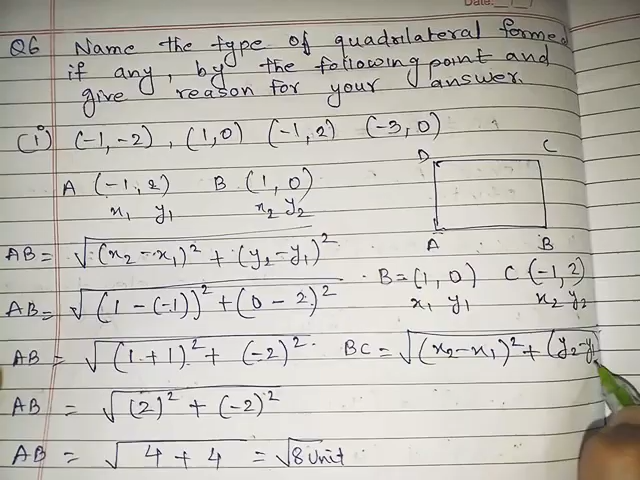 Date:
Q6 Name the type of quadrilateral formed
if any, by the following point and
give reason for your answer.
(i) (-1,-2), (1,0) (-1,2) (-3,0)
D C
A B
A (-1,2) B (1,0)
x₁ y₁ x₂ y₂
AB = √(x₂-x₁)² + (y₂-y₁)²
AB = √(1-(-1))² + (0-2)²
AB = √(1+1)² + (-2)²
AB = √(2)² + (-2)²
AB = √4+4 = √8 unit
B = (1,0) C (-1,2)
x₁ y₁ x₂ y₂
BC = √(x₂-x₁)² + (y₂-y